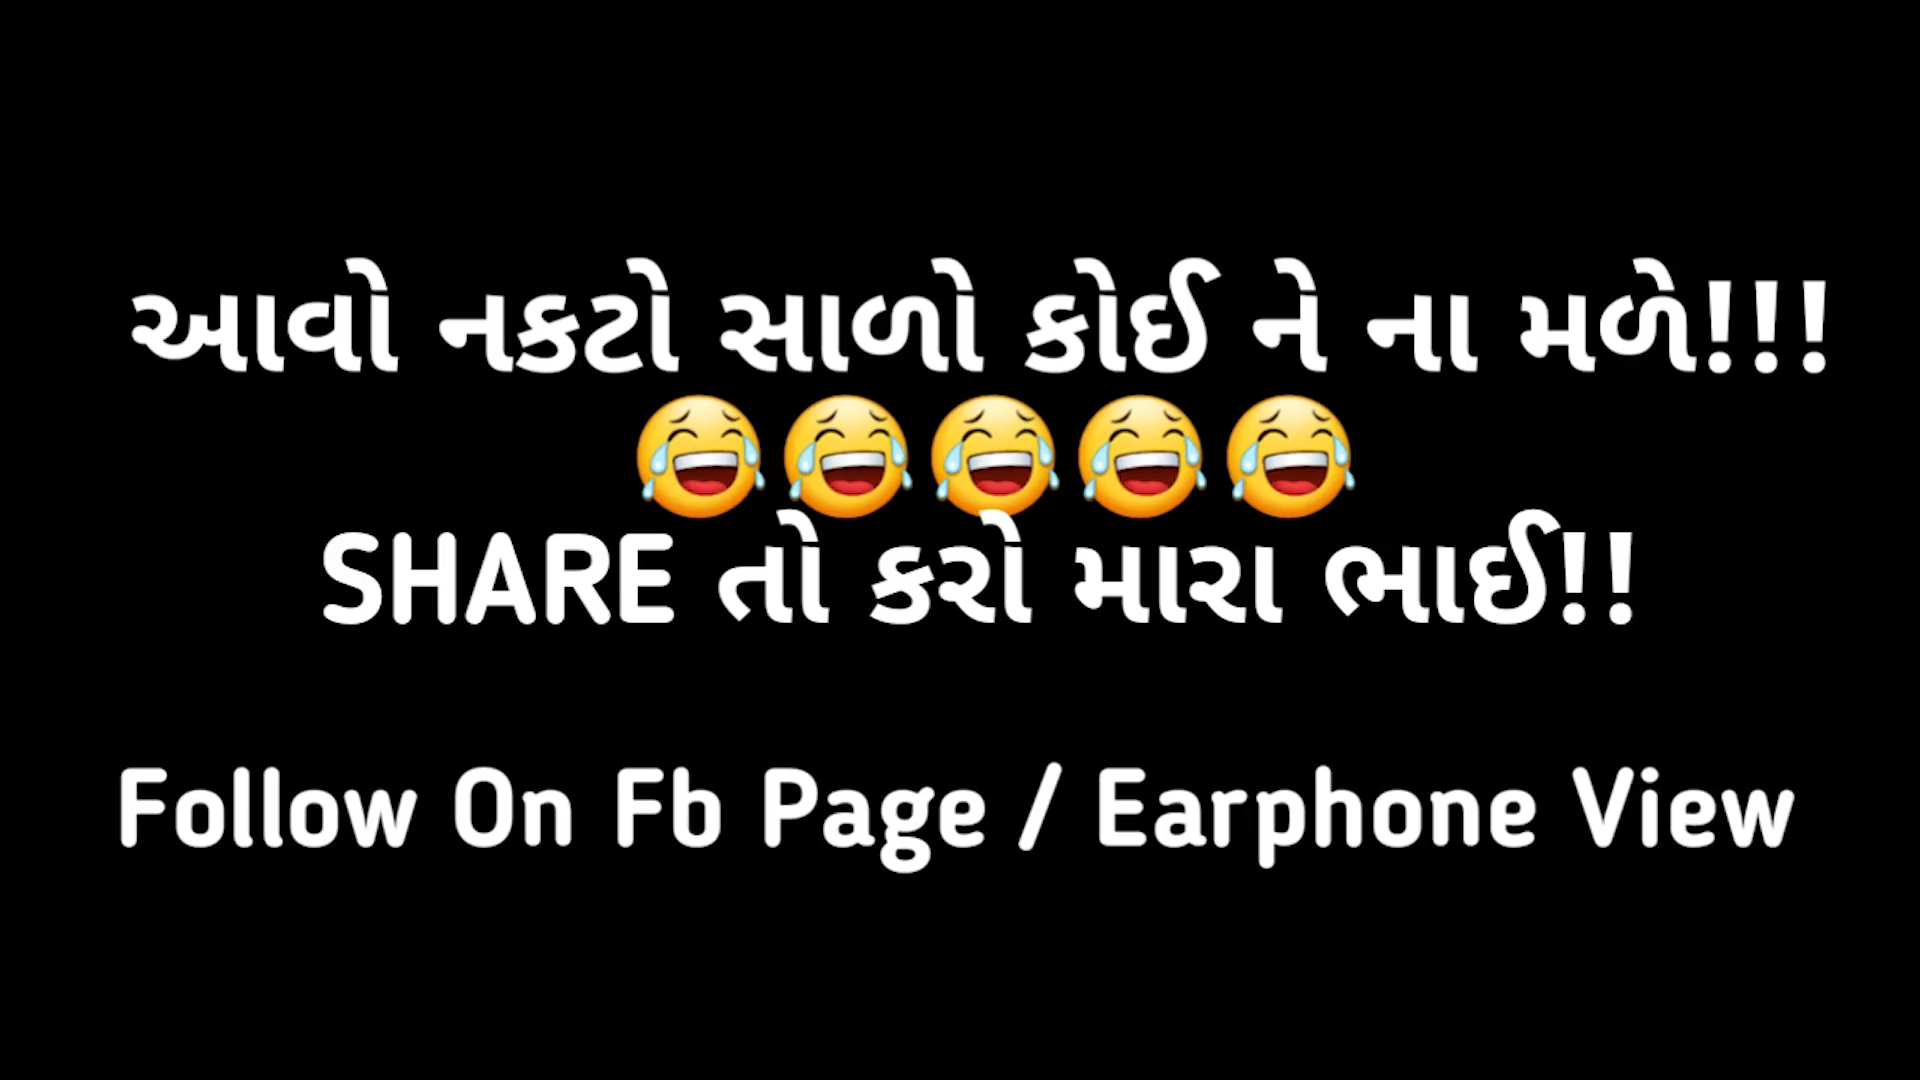 આવો નકટો સાળો કોઈ ને ના મળે!!!
😂😂😂😂😂
SHARE તો કરો મારા ભાઈ!!
Follow On Fb Page / Earphone View